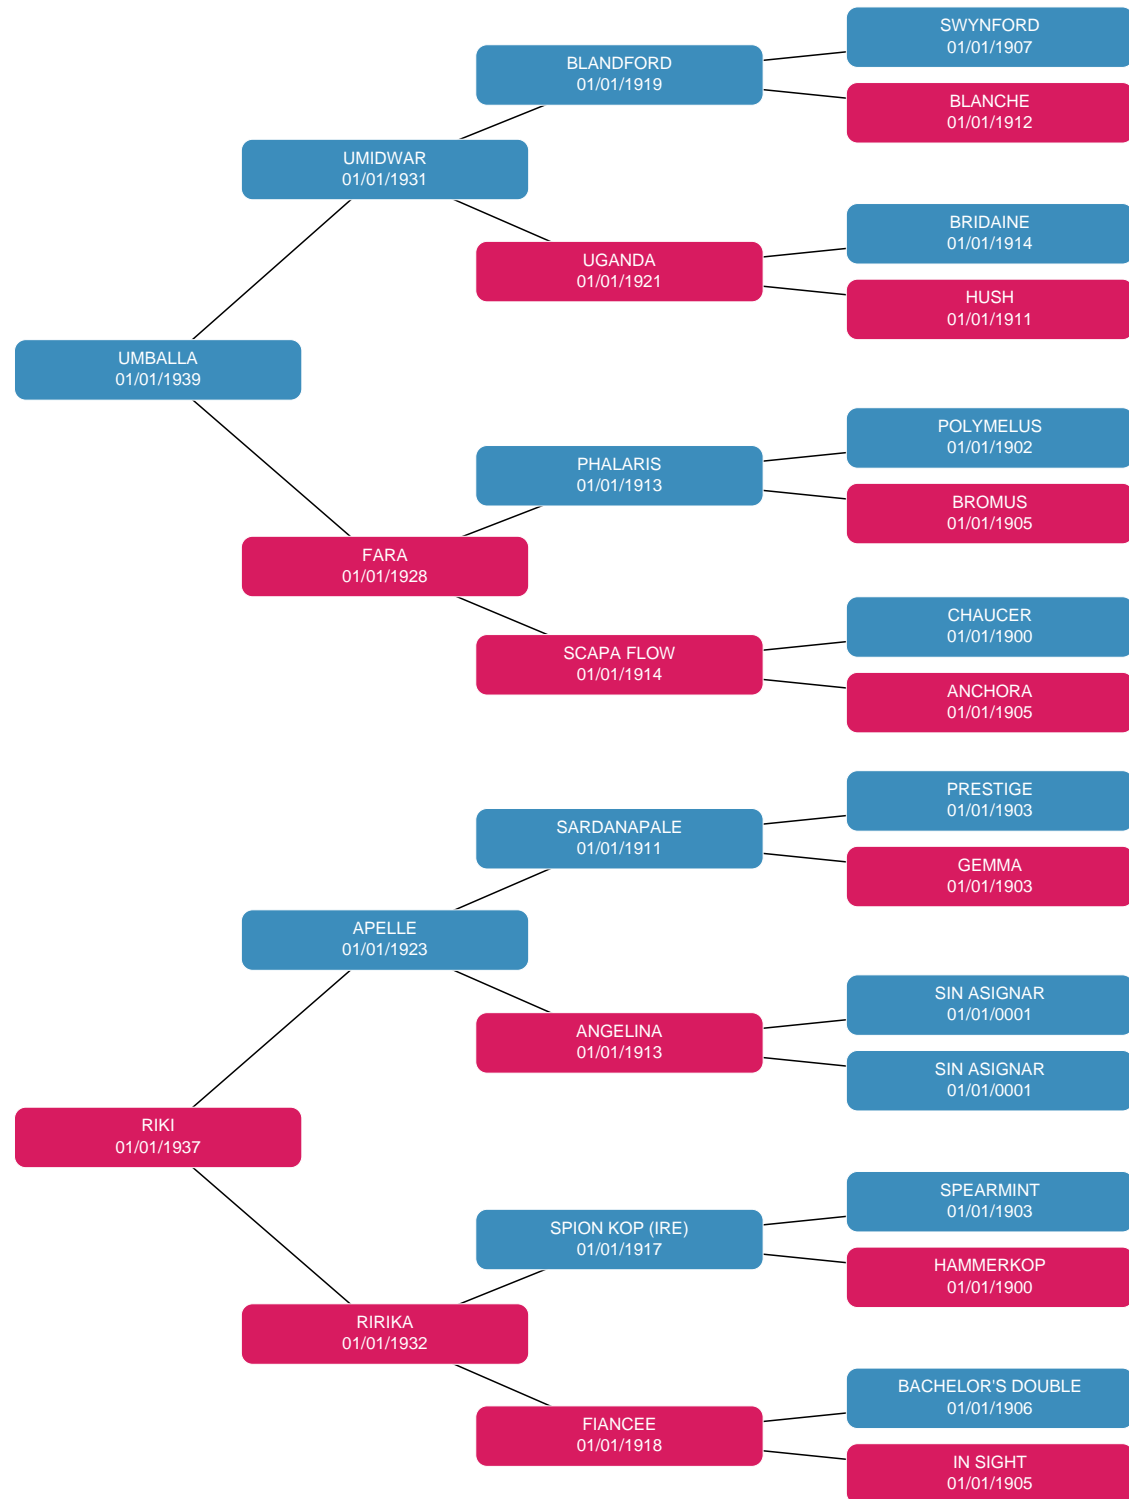 SWYNFORD
01/01/1907
BLANDFORD
01/01/1919
BLANCHE
01/01/1912
UMIDWAR
01/01/1931
BRIDAINE
01/01/1914
UGANDA
01/01/1921
HUSH
01/01/1911
UMBALLA
01/01/1939
POLYMELUS
01/01/1902
PHALARIS
01/01/1913
BROMUS
01/01/1905
FARA
01/01/1928
CHAUCER
01/01/1900
SCAPA FLOW
01/01/1914
ANCHORA
01/01/1905
PRESTIGE
01/01/1903
SARDANAPALE
01/01/1911
GEMMA
01/01/1903
APELLE
01/01/1923
SIN ASIGNAR
01/01/0001
ANGELINA
01/01/1913
SIN ASIGNAR
01/01/0001
RIKI
01/01/1937
SPEARMINT
01/01/1903
SPION KOP (IRE)
01/01/1917
HAMMERKOP
01/01/1900
RIRIKA
01/01/1932
BACHELOR'S DOUBLE
01/01/1906
FIANCEE
01/01/1918
IN SIGHT
01/01/1905